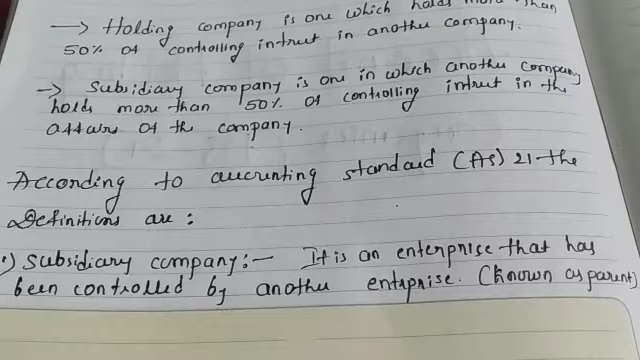 → Holding company is one which holds more than
50% of controlling intrest in another company.
→ Subsidiary company is one in which another company
holds more than 50% of controlling intrest in the
affairs of the company.
According to accounting standard (AS) 21 the
Definitions are :
1) Subsidiary company:- It is an enterprise that has
been controlled by another enterprise. (Known as parent)